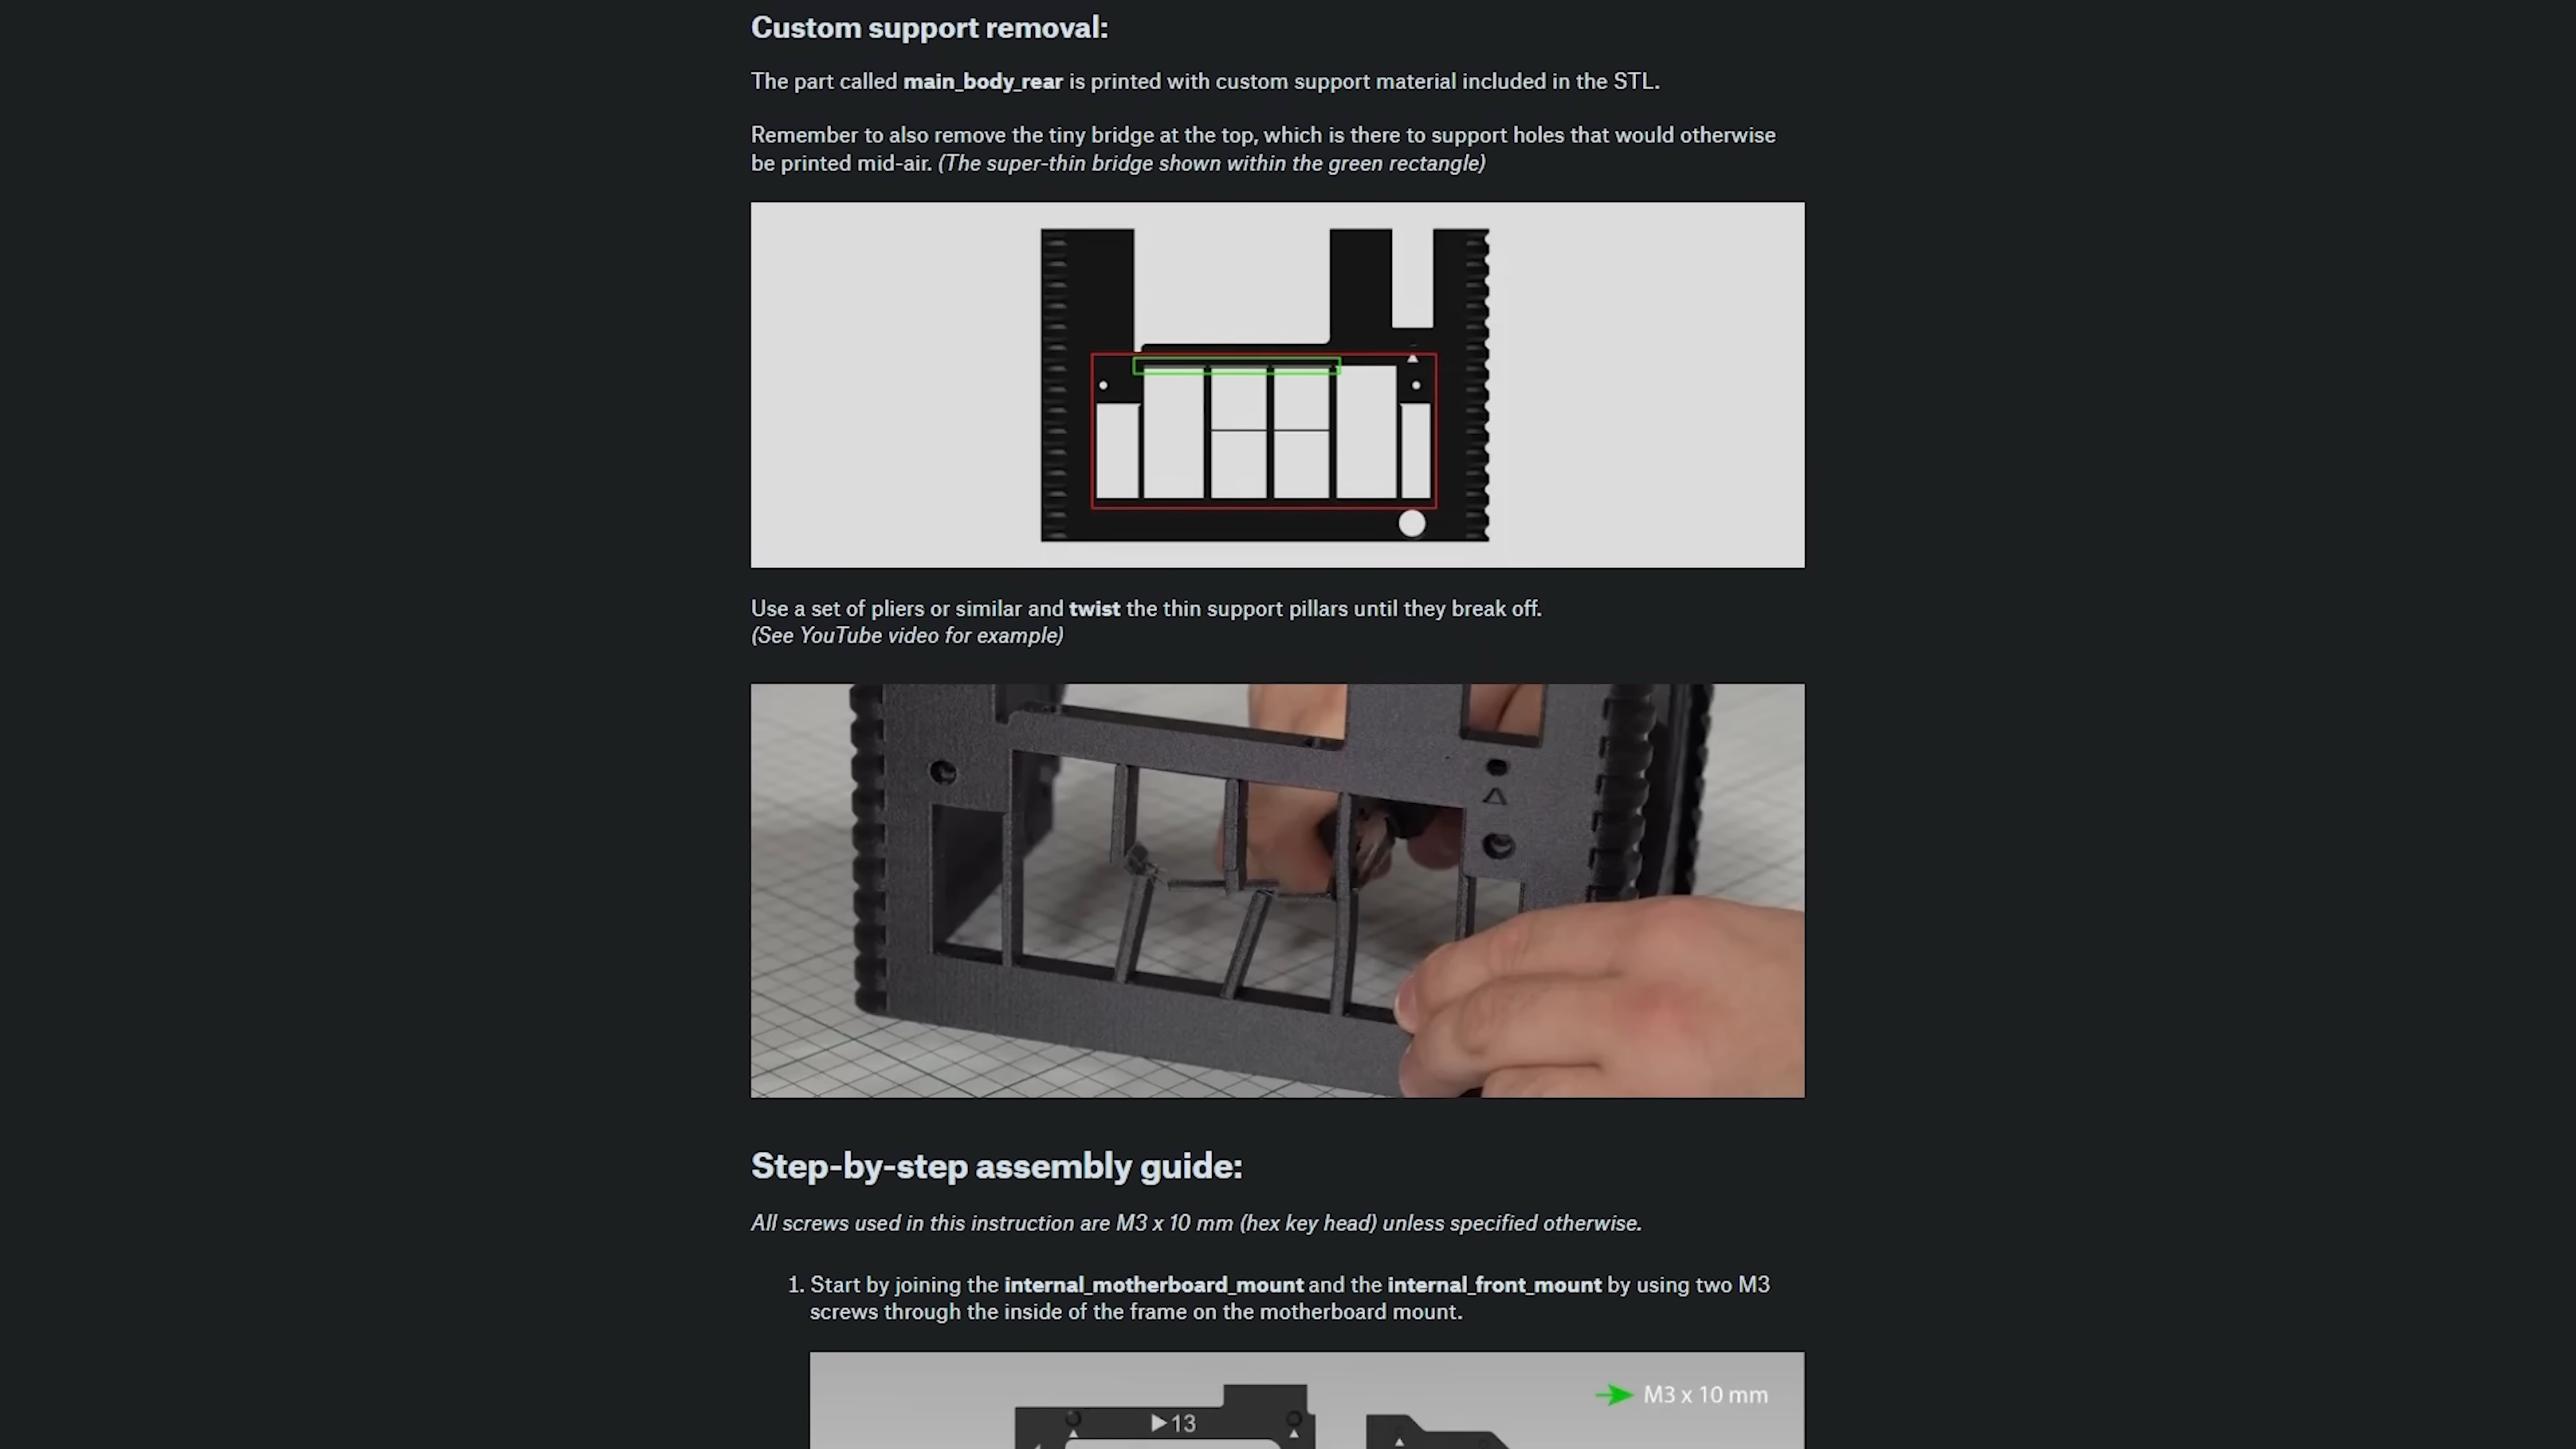 Custom support removal:
The part called main_body_rear is printed with custom support material included in the STL.
Remember to also remove the tiny bridge at the top, which is there to support holes that would otherwise
be printed mid-air. (The super-thin bridge shown within the green rectangle)
Use a set of pliers or similar and twist the thin support pillars until they break off.
(See YouTube video for example)
Step-by-step assembly guide:
All screws used in this instruction are M3 x 10 mm (hex key head) unless specified otherwise.
1. Start by joining the internal_motherboard_mount and the internal_front_mount by using two M3
screws through the inside of the frame on the motherboard mount.
M3 x 10 mm
13